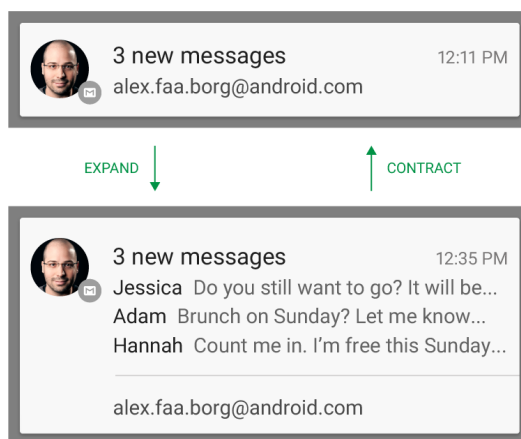 3 new messages 12:11 PM
alex.faa.borg@android.com
EXPAND CONTRACT
3 new messages 12:35 PM
Jessica Do you still want to go? It will be...
Adam Brunch on Sunday? Let me know...
Hannah Count me in. I'm free this Sunday...
alex.faa.borg@android.com